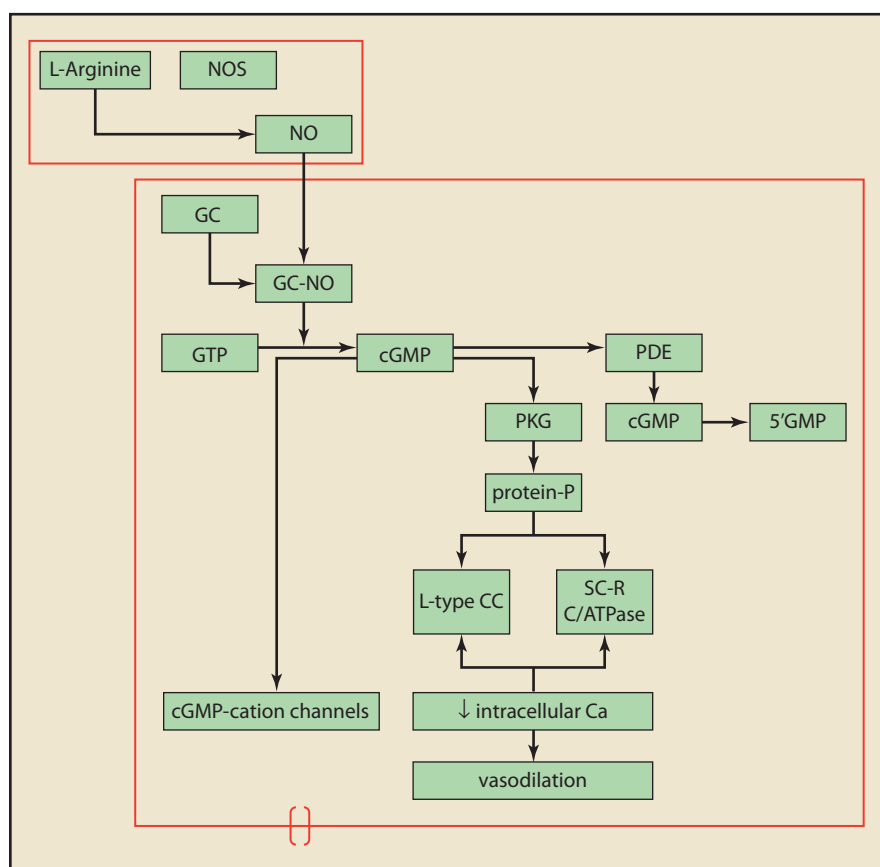 L-Arginine
NOS
NO
GC
GC-NO
GTP
cGMP
PDE
PKG
cGMP
5'GMP
protein-P
L-type CC
SC-R
C/ATPase
cGMP-cation channels
↓ intracellular Ca
vasodilation